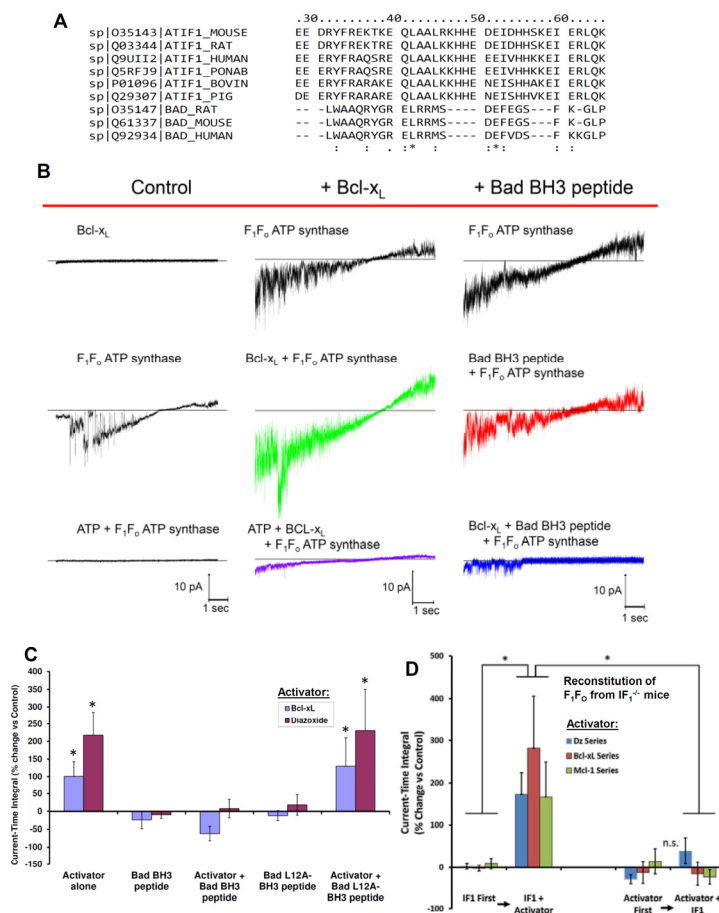 A
.30.......40........50........60....
sp|O35143|ATIF1_MOUSE EE DRYFREKTKE QLAALRKHHE DEIDHHSKEI ERLQK
sp|Q03344|ATIF1_RAT EE DRYFREKTRE QLAALKKHHE DEIDHHSKEI ERLQK
sp|Q9UII2|ATIF1_HUMAN EE ERYFRAQSRE QLAALKKHHE EEIVHHKKEI ERLQK
sp|Q5RFJ9|ATIF1_PONAB EE ERYFRAQSRE QLAALKKHHE EEIVHHKKEI ERLQK
sp|P01096|ATIF1_BOVIN EE ERYFRARAKE QLAALKKHHE NEISHHAKEI ERLQK
sp|Q29307|ATIF1_PIG DE ERYFRARARE QLAALKKHHE NEISHHVKEI ERLQK
sp|O35147|BAD_RAT -- --LWAAQRYGR ELRRMS---- DEFEGS---F K-GLP
sp|Q61337|BAD_MOUSE -- --LWAAQRYGR ELRRMS---- DEFEGS---F K-GLP
sp|Q92934|BAD_HUMAN -- --LWAAQRYGR ELRRMS---- DEFVDS---F KKGLP
: . :* :*: : :
B
Control
+ Bcl-xL
+ Bad BH3 peptide
Bcl-xL
F1Fo ATP synthase
F1Fo ATP synthase
F1Fo ATP synthase
Bcl-xL + F1Fo ATP synthase
Bad BH3 peptide
+ F1Fo ATP synthase
ATP + F1Fo ATP synthase
ATP + BCL-xL
+ F1Fo ATP synthase
Bcl-xL + Bad BH3 peptide
+ F1Fo ATP synthase
10 pA
1 sec
10 pA
1 sec
10 pA
1 sec
C
Current-Time Integral (% change vs Control)
400
350
300
250
200
150
100
50
0
-50
-100
-150
* * * *
Activator:
Bcl-xL
Diazoxide
Activator alone
Bad BH3 peptide
Activator + Bad BH3 peptide
Bad L12A-BH3 peptide
Activator + Bad L12A-BH3 peptide
D
Current-Time Integral
(% Change vs Control)
500
400
300
200
100
0
-100
* *
Reconstitution of
F1FO from IF1-/- mice
Activator:
Dz Series
Bcl-xL Series
Mcl-1 Series
n.s.
IF1 First → IF1 + Activator
Activator First → Activator + IF1